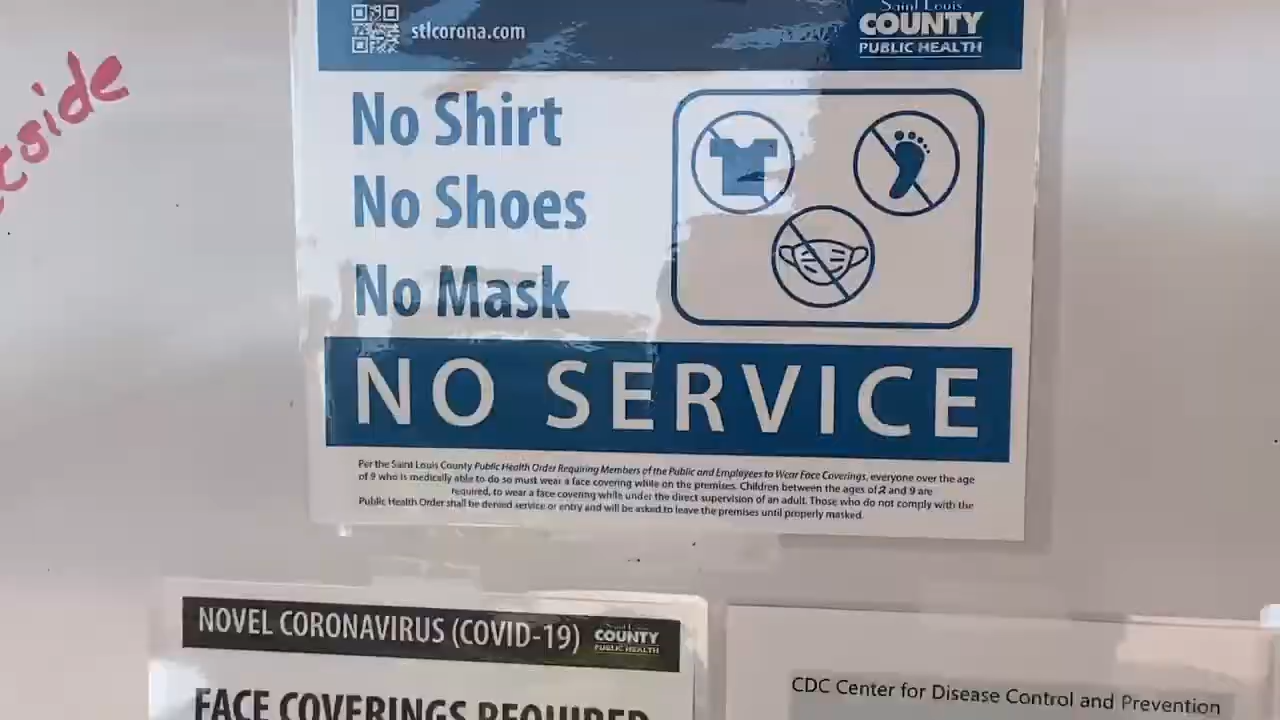 stlcorona.com
Saint Louis
COUNTY
PUBLIC HEALTH
side
No Shirt
No Shoes
No Mask
NO SERVICE
Per the Saint Louis County Public Health Order Requiring Members of the Public and Employees to Wear Face Coverings, everyone over the age
of 9 who is medically able to do so must wear a face covering while on the premises. Children between the ages of 2 and 9 are
required, to wear a face covering while under the direct supervision of an adult. Those who do not comply with the
Public Health Order shall be denied service or entry and will be asked to leave the premises until properly masked.
NOVEL CORONAVIRUS (COVID-19)
Saint Louis
COUNTY
PUBLIC HEALTH
FACE COVERINGS REQUIRED
CDC Center for Disease Control and Prevention